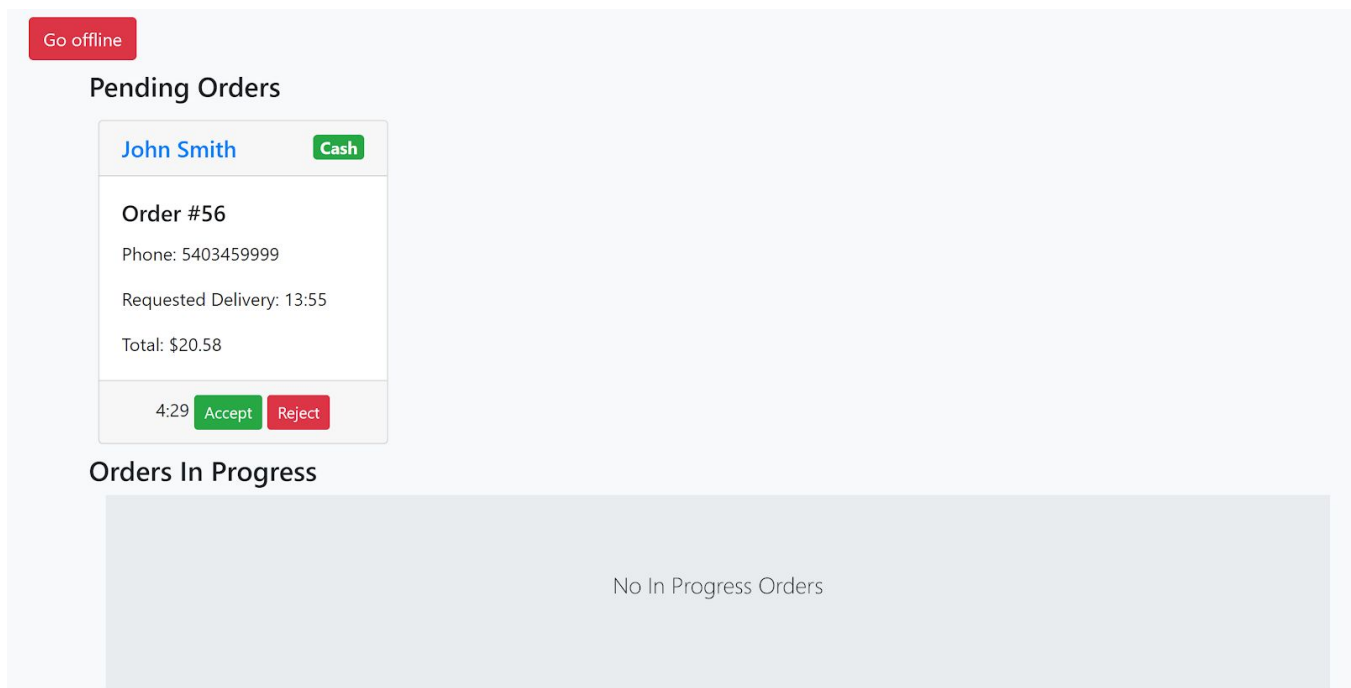 Go offline
Pending Orders
John Smith Cash
Order #56
Phone: 5403459999
Requested Delivery: 13:55
Total: $20.58
4:29 Accept Reject
Orders In Progress
No In Progress Orders